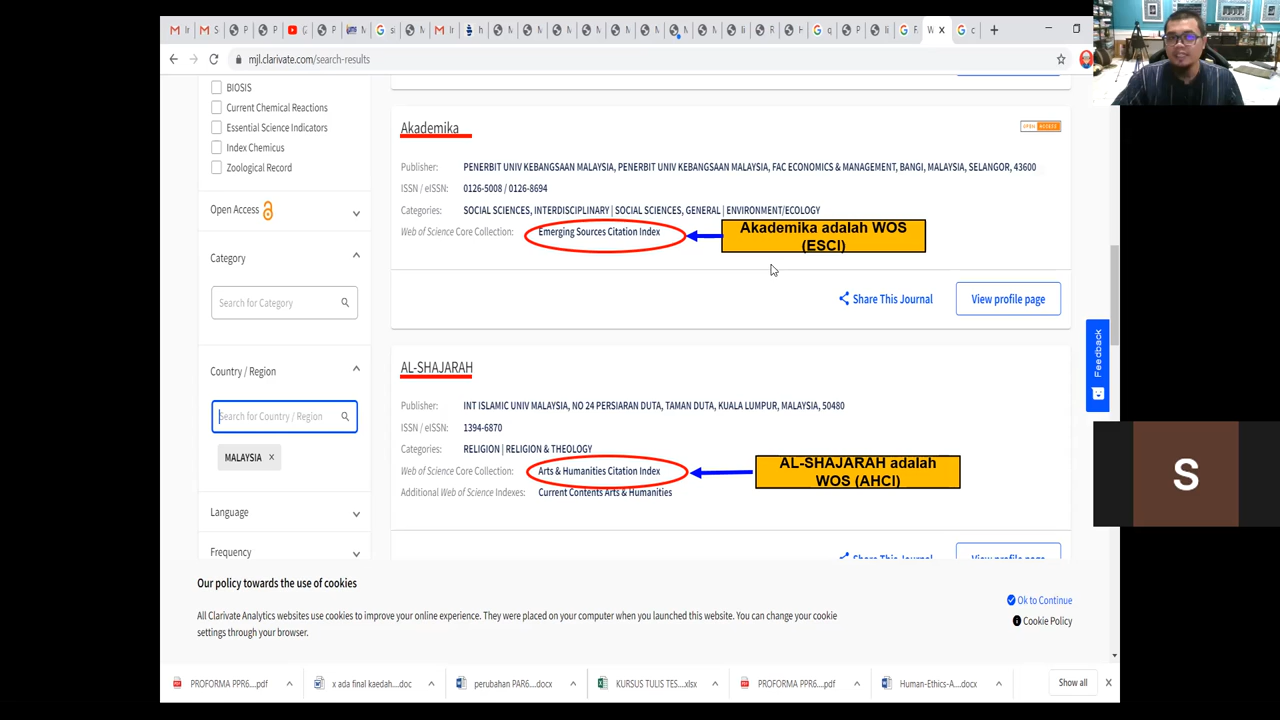 mjl.clarivate.com/search-results
BIOSIS
Current Chemical Reactions
Essential Science Indicators
Index Chemicus
Zoological Record
Open Access
Category
Search for Category
Country / Region
Search for Country / Region
MALAYSIA ×
Language
Frequency
Akademika
OPEN ACCESS
Publisher: PENERBIT UNIV KEBANGSAAN MALAYSIA, PENERBIT UNIV KEBANGSAAN MALAYSIA, FAC ECONOMICS & MANAGEMENT, BANGI, MALAYSIA, SELANGOR, 43600
ISSN / eISSN: 0126-5008 / 0126-8694
Categories: SOCIAL SCIENCES, INTERDISCIPLINARY | SOCIAL SCIENCES, GENERAL | ENVIRONMENT/ECOLOGY
Web of Science Core Collection: Emerging Sources Citation Index
Akademika adalah WOS
(ESCI)
Share This Journal
View profile page
AL-SHAJARAH
Publisher: INT ISLAMIC UNIV MALAYSIA, NO 24 PERSIARAN DUTA, TAMAN DUTA, KUALA LUMPUR, MALAYSIA, 50480
ISSN / eISSN: 1394-6870
Categories: RELIGION | RELIGION & THEOLOGY
Web of Science Core Collection: Arts & Humanities Citation Index
Additional Web of Science Indexes: Current Contents Arts & Humanities
AL-SHAJARAH adalah
WOS (AHCI)
Share This Journal
View profile page
Feedback
S
Our policy towards the use of cookies
All Clarivate Analytics websites use cookies to improve your online experience. They were placed on your computer when you launched this website. You can change your cookie
settings through your browser.
Ok to Continue
Cookie Policy
PROFORMA PPR6....pdf
x ada final kaedah....doc
perubahan PAR6....docx
KURSUS TULIS TES....xlsx
PROFORMA PPR6....pdf
Human-Ethics-A....docx
Show all